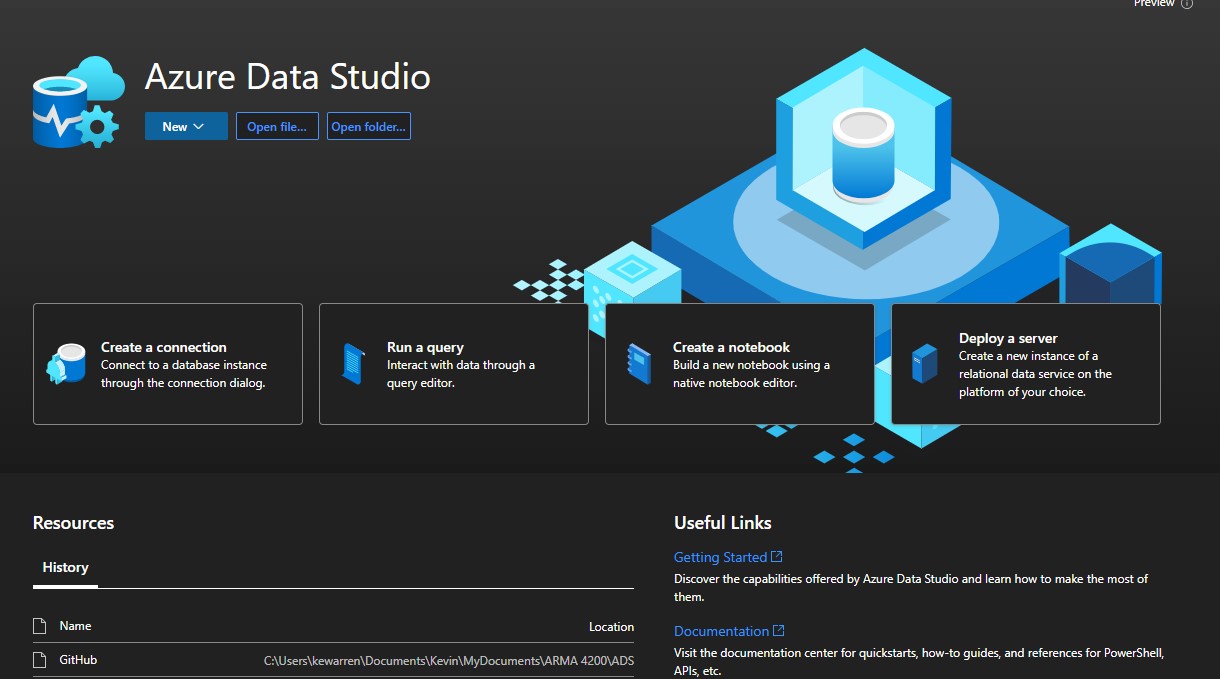 Preview
Azure Data Studio
New
Open file...
Open folder...
Create a connection
Connect to a database instance
through the connection dialog.
Run a query
Interact with data through a
query editor.
Create a notebook
Build a new notebook using a
native notebook editor.
Deploy a server
Create a new instance of a
relational data service on the
platform of your choice.
Resources
History
Name Location
GitHub C:\Users\kewarren\Documents\Kevin\MyDocuments\ARMA 4200\ADS
Useful Links
Getting Started
Discover the capabilities offered by Azure Data Studio and learn how to make the most of
them.
Documentation
Visit the documentation center for quickstarts, how-to guides, and references for PowerShell,
APIs, etc.